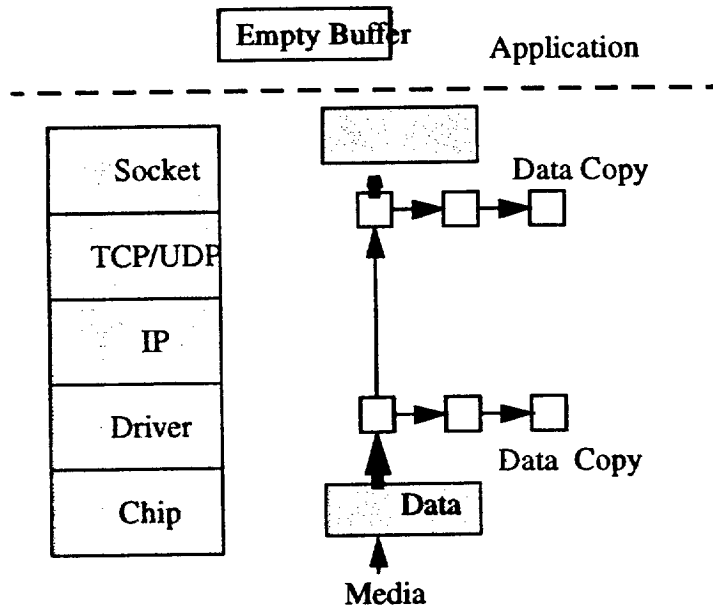 Empty Buffer
Application
Socket
Data Copy
TCP/UDP
IP
Driver
Data Copy
Chip
Data
Media